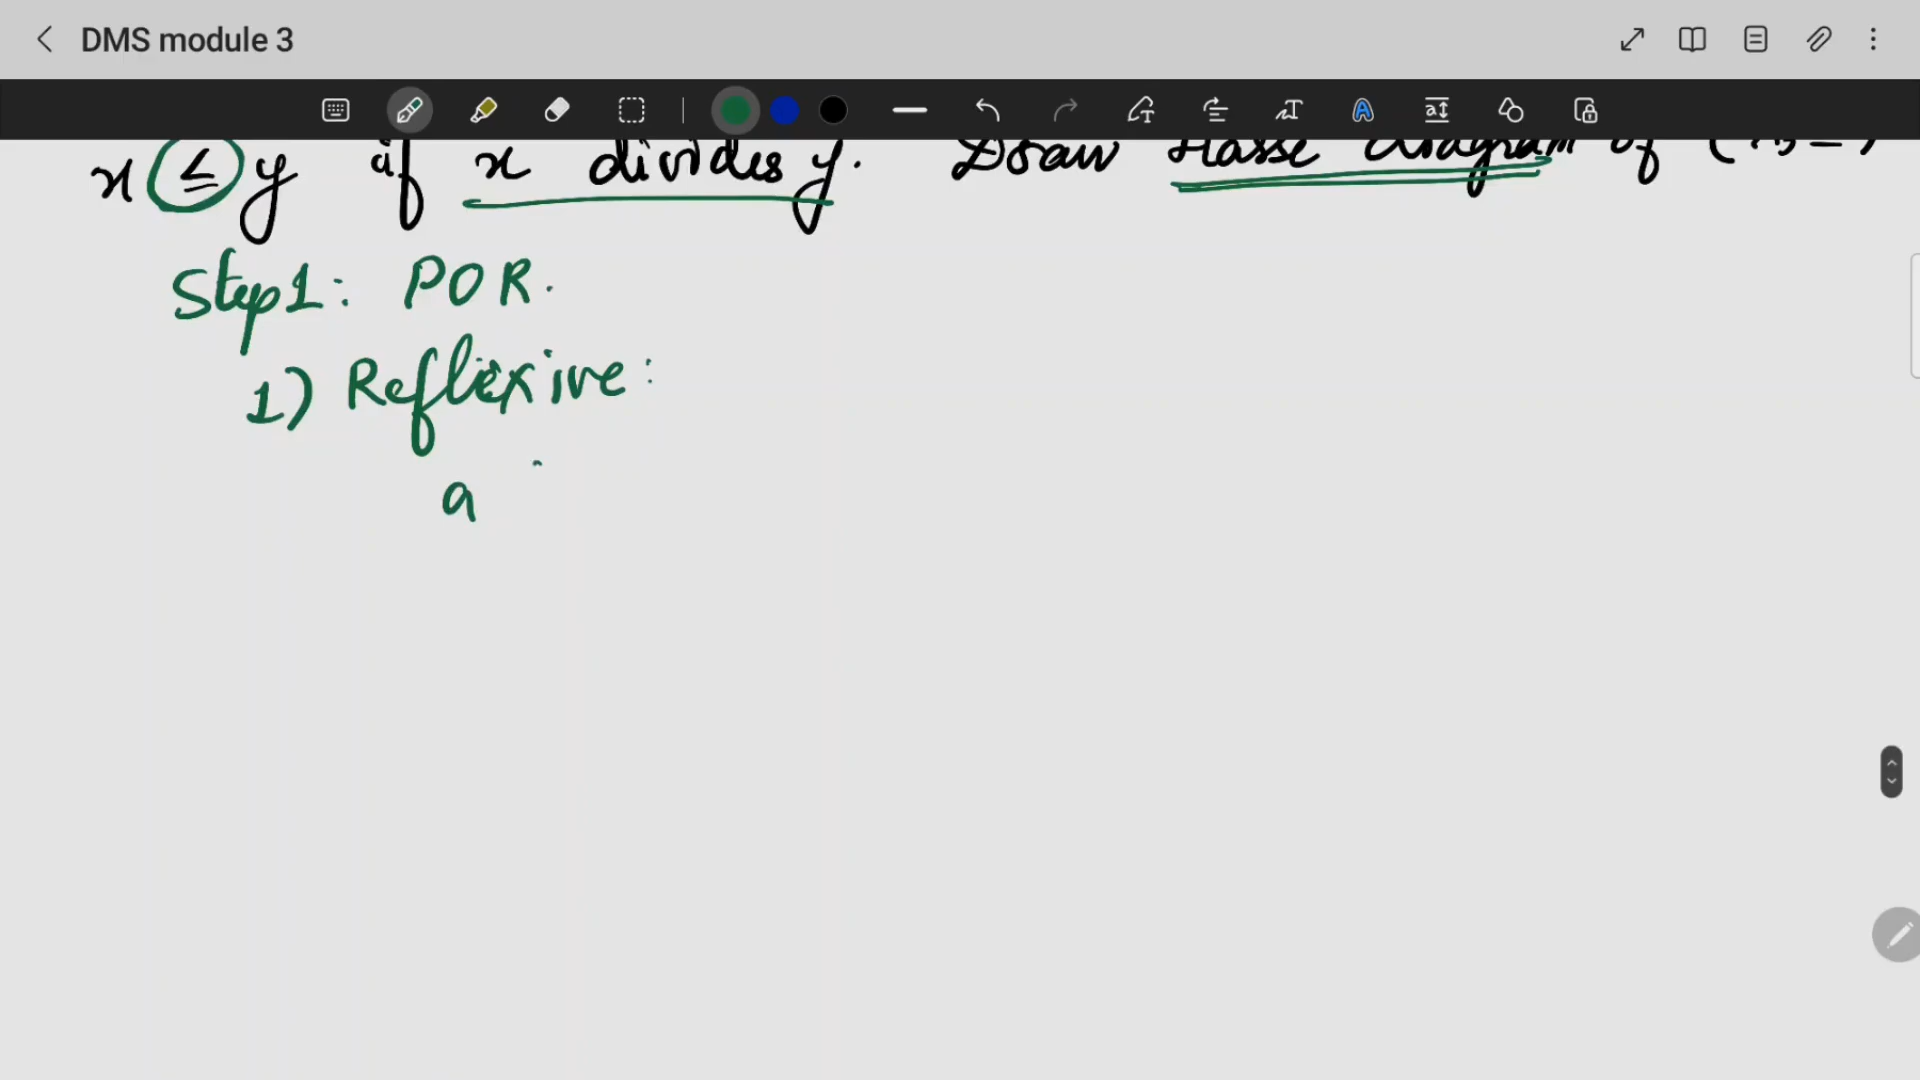 DMS module 3
x ≤ y if x divides y. Draw Hasse diagram of
Step1: POR.
1) Reflexive:
a